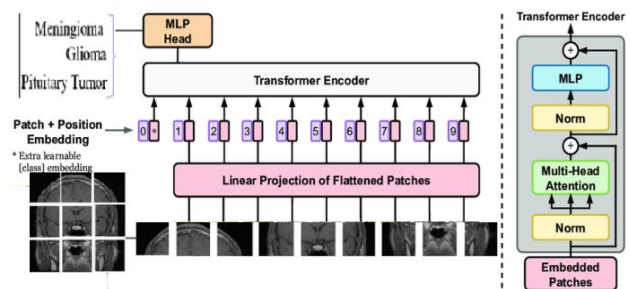 Meningioma
Glioma
Pituitary Tumor
MLP
Head
Transformer Encoder
Patch + Position
Embedding
* Extra learnable
[class] embedding
0 * 1 2 3 4 5 6 7 8 9
Linear Projection of Flattened Patches
Transformer Encoder
+
MLP
Norm
+
Multi-Head
Attention
Norm
Embedded
Patches